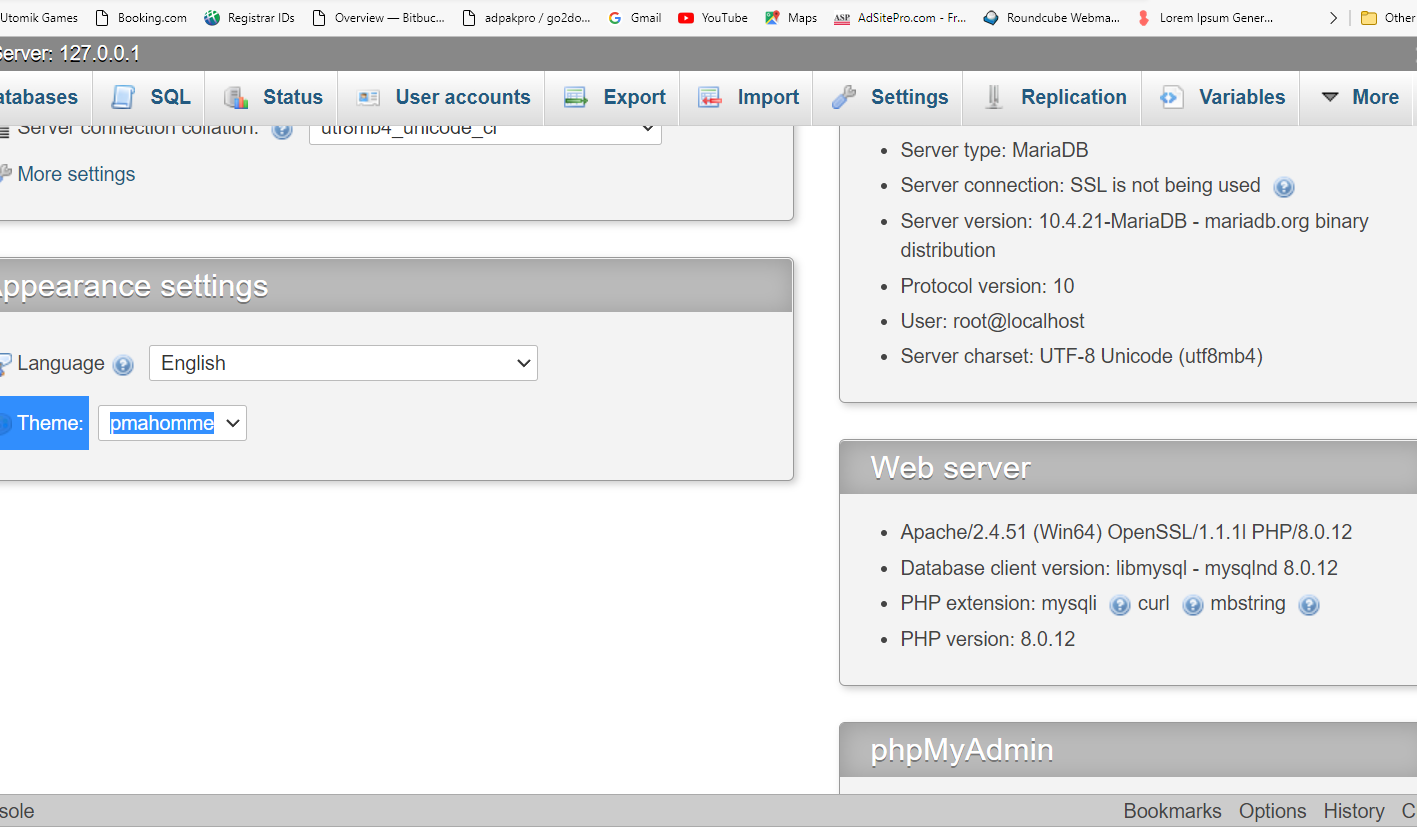 Utomik Games Booking.com Registrar IDs Overview — Bitbuc... adpakpro / go2do... Gmail YouTube Maps ASP AdSitePro.com - Fr... Roundcube Webma... Lorem Ipsum Gener... Other
Server: 127.0.0.1
atabases SQL Status User accounts Export Import Settings Replication Variables More
Server connection collation: utf8mb4_unicode_ci
More settings
Appearance settings
Language English
Theme: pmahomme
Server type: MariaDB
Server connection: SSL is not being used
Server version: 10.4.21-MariaDB - mariadb.org binary
distribution
Protocol version: 10
User: root@localhost
Server charset: UTF-8 Unicode (utf8mb4)
Web server
Apache/2.4.51 (Win64) OpenSSL/1.1.1l PHP/8.0.12
Database client version: libmysql - mysqlnd 8.0.12
PHP extension: mysqli curl mbstring
PHP version: 8.0.12
phpMyAdmin
sole Bookmarks Options History C